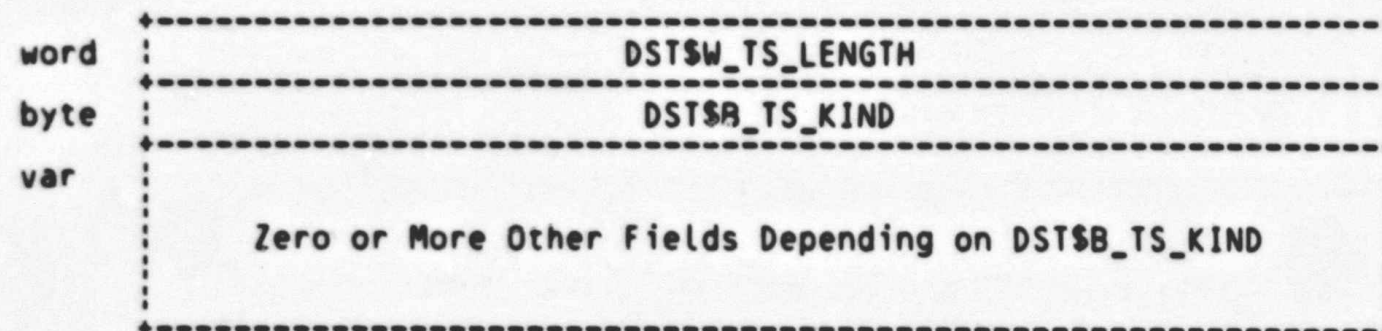 word DST$W_TS_LENGTH
byte DST$B_TS_KIND
var
Zero or More Other Fields Depending on DST$B_TS_KIND